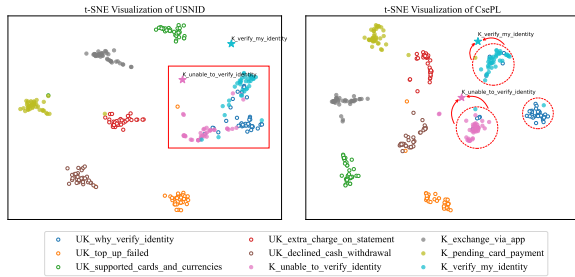 t-SNE Visualization of USNID
K_verify_my_identity
K_unable_to_verify_identity
t-SNE Visualization of CsePL
K_verify_my_identity
K_unable_to_verify_identity
UK_why_verify_identity
UK_extra_charge_on_statement
K_exchange_via_app
UK_top_up_failed
UK_declined_cash_withdrawal
K_pending_card_payment
UK_supported_cards_and_currencies
K_unable_to_verify_identity
K_verify_my_identity